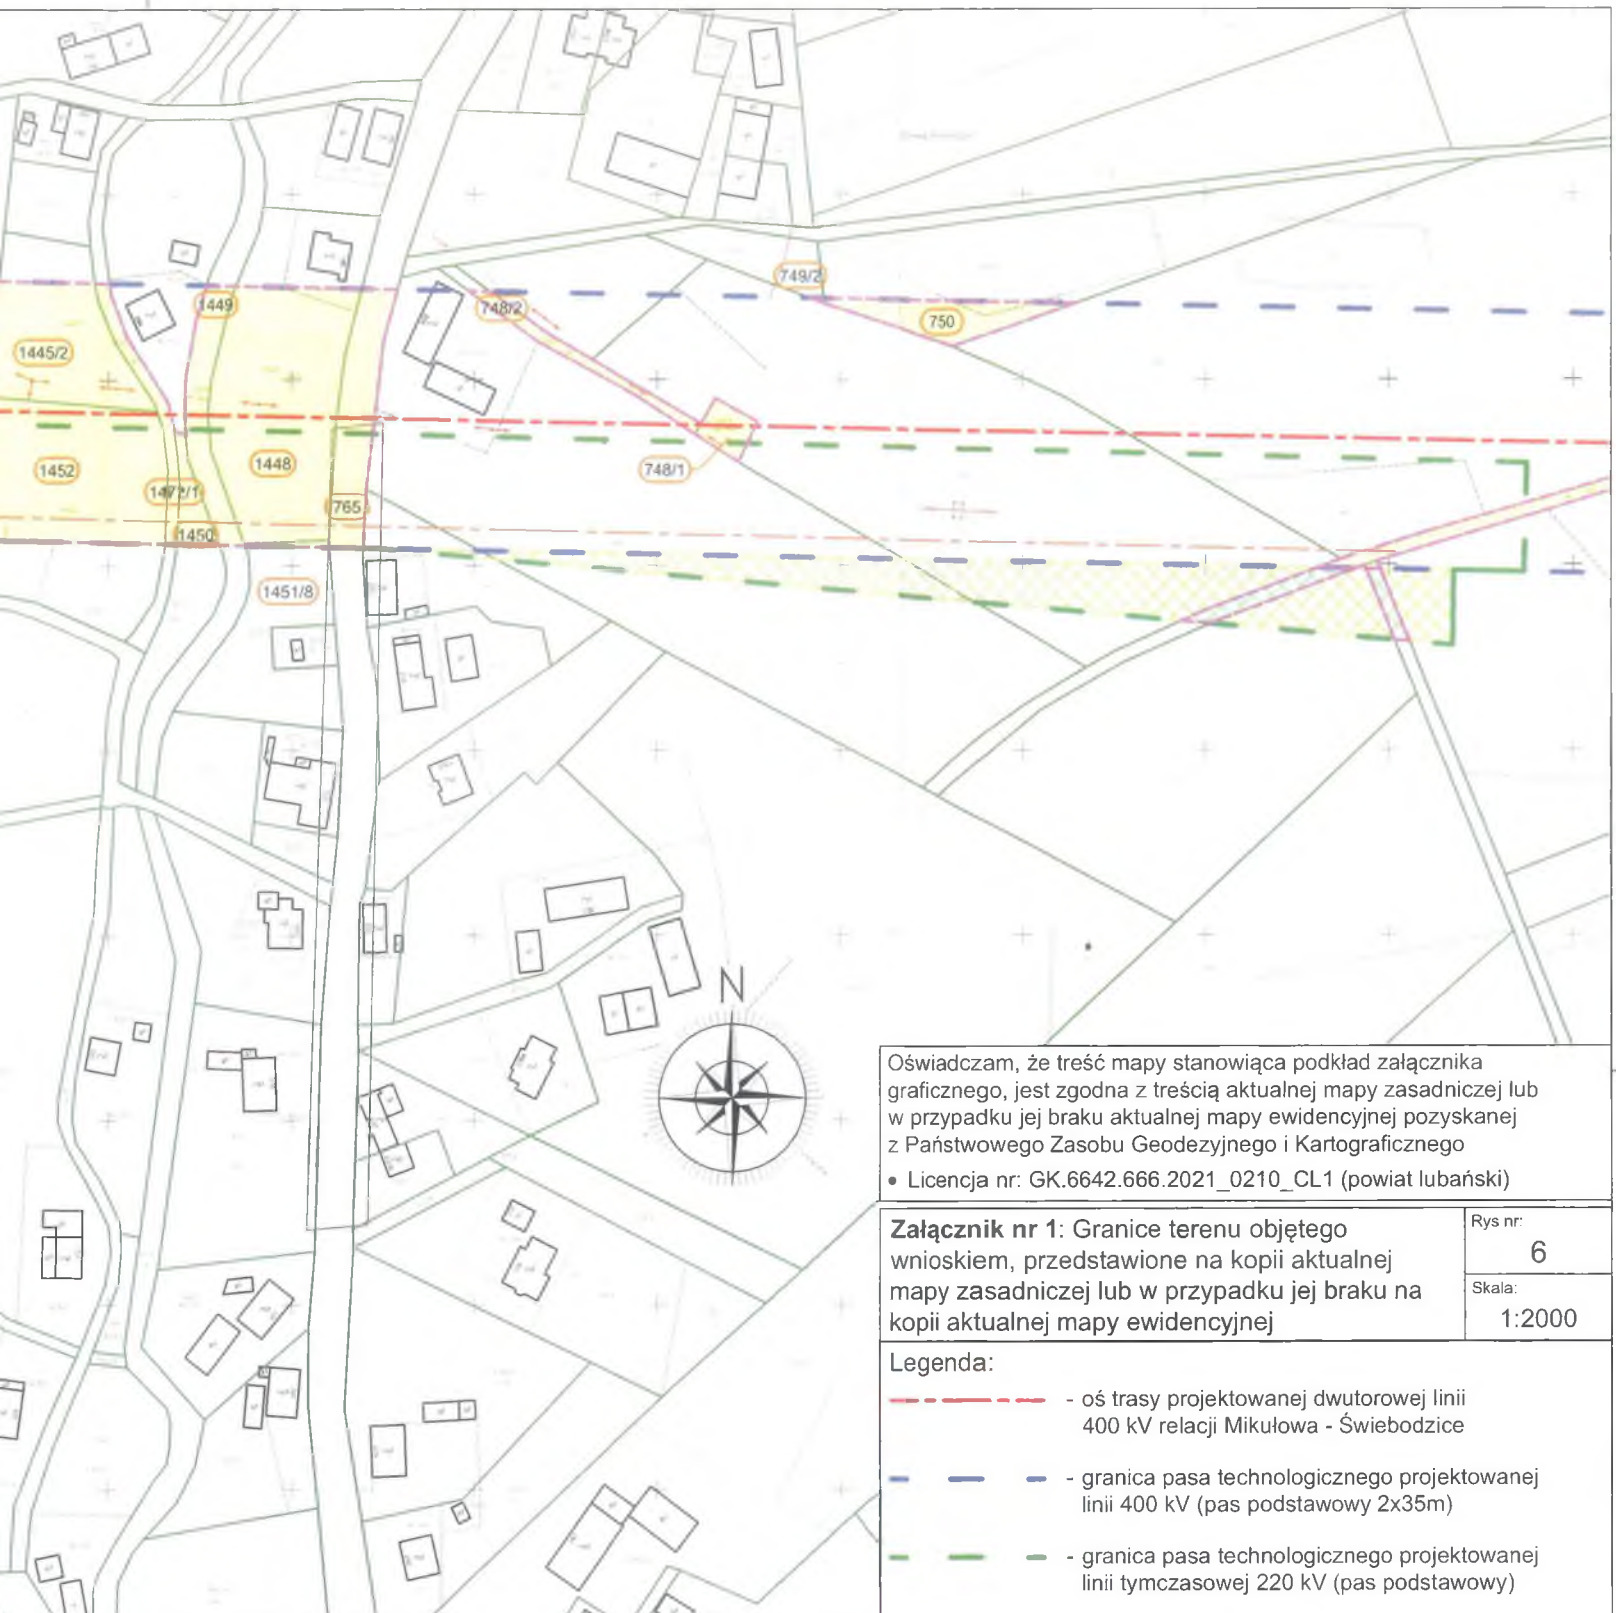 1449
749/2
748/2
750
1445/2
1448
748/1
1452
1472/1
765
1450
1451/8
N
Oświadczam, że treść mapy stanowiąca podkład załącznika
graficznego, jest zgodna z treścią aktualnej mapy zasadniczej lub
w przypadku jej braku aktualnej mapy ewidencyjnej pozyskanej
z Państwowego Zasobu Geodezyjnego i Kartograficznego
• Licencja nr: GK.6642.666.2021_0210_CL1 (powiat lubański)
Załącznik nr 1: Granice terenu objętego
wnioskiem, przedstawione na kopii aktualnej
mapy zasadniczej lub w przypadku jej braku na
kopii aktualnej mapy ewidencyjnej
Rys nr:
6
Skala:
1:2000
Legenda:
- oś trasy projektowanej dwutorowej linii
400 kV relacji Mikułowa - Świebodzice
- granica pasa technologicznego projektowanej
linii 400 kV (pas podstawowy 2x35m)
- granica pasa technologicznego projektowanej
linii tymczasowej 220 kV (pas podstawowy)